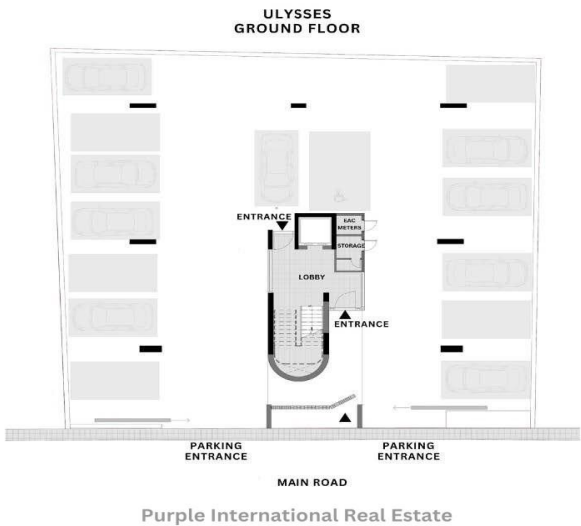 ULYSSES
GROUND FLOOR
ENTRANCE
EAC
METERS
STORAGE
LOBBY
ENTRANCE
PARKING
ENTRANCE
PARKING
ENTRANCE
MAIN ROAD
Purple International Real Estate